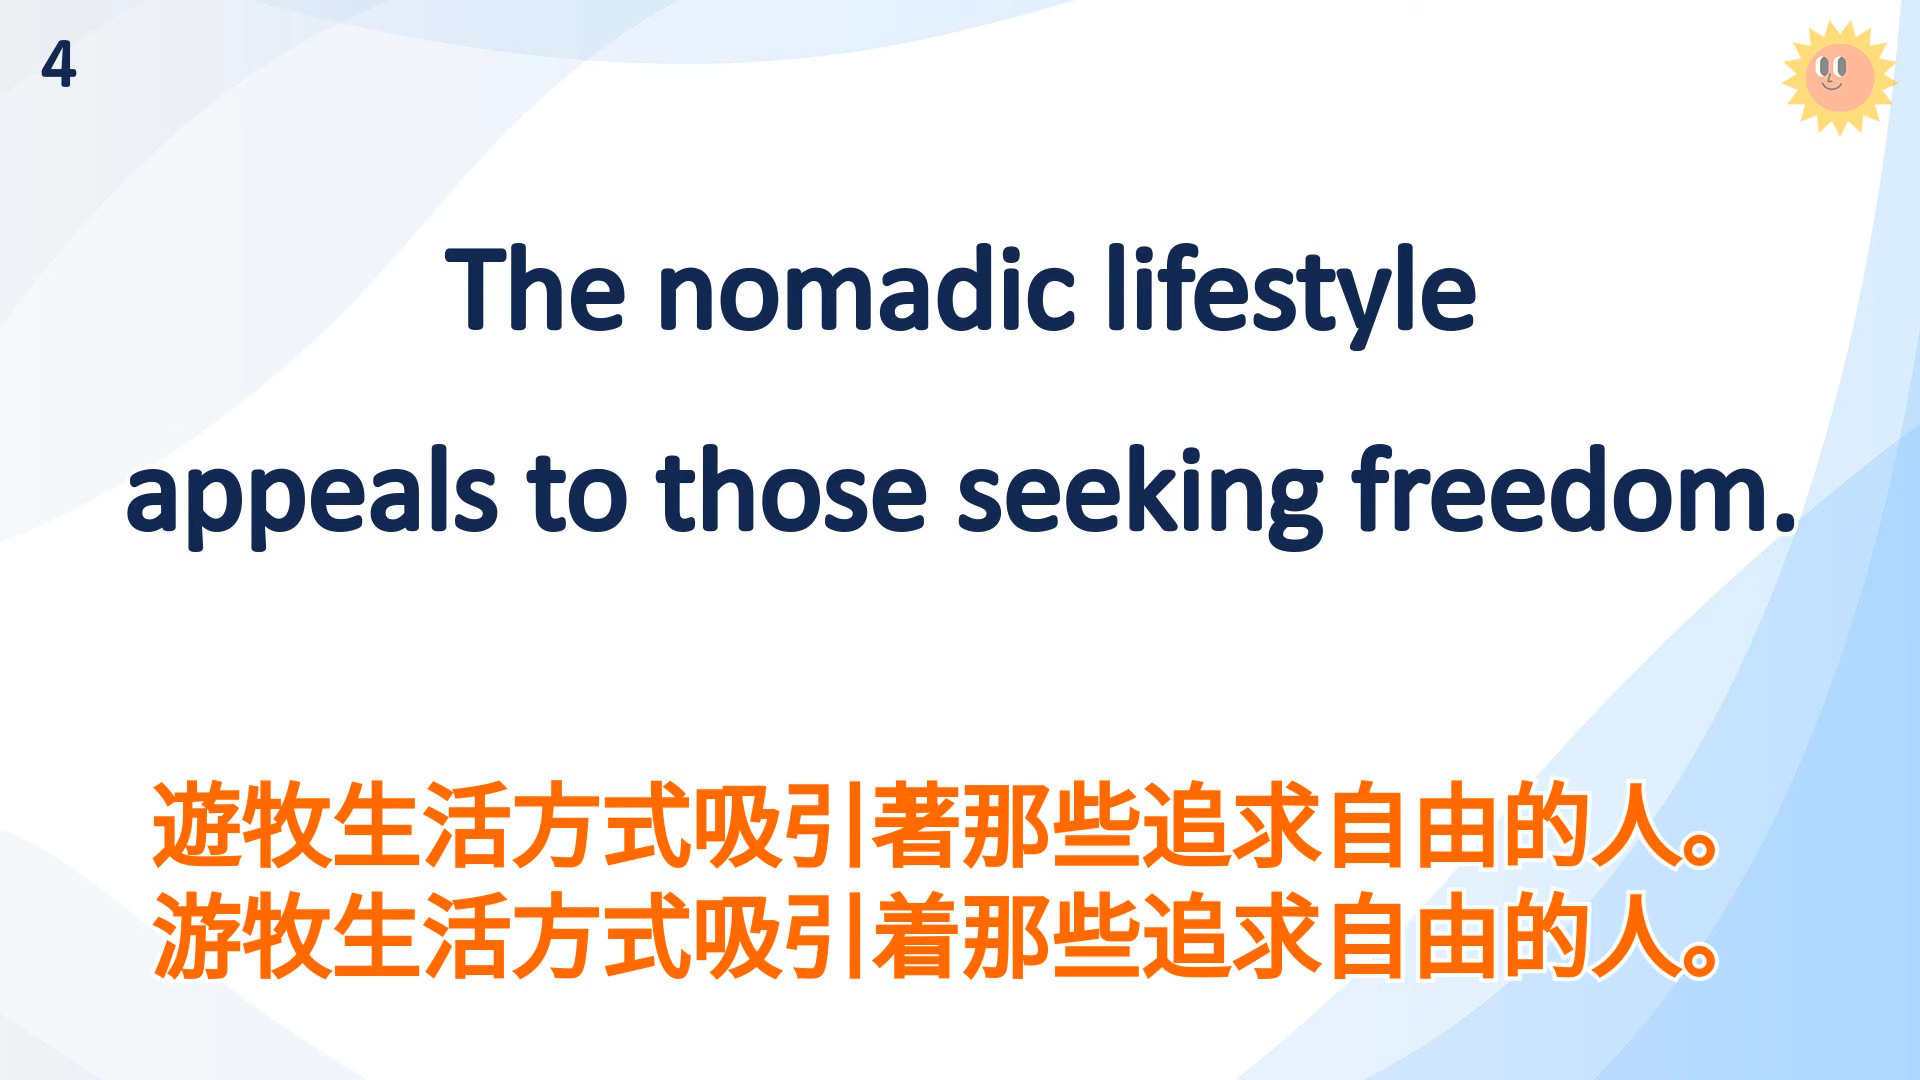 4
The nomadic lifestyle
appeals to those seeking freedom.
遊牧生活方式吸引著那些追求自由的人。
游牧生活方式吸引着那些追求自由的人。